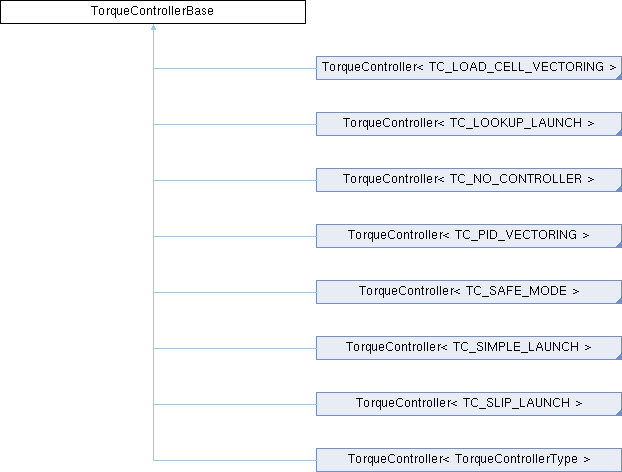 TorqueControllerBase
TorqueController< TC_LOAD_CELL_VECTORING >
TorqueController< TC_LOOKUP_LAUNCH >
TorqueController< TC_NO_CONTROLLER >
TorqueController< TC_PID_VECTORING >
TorqueController< TC_SAFE_MODE >
TorqueController< TC_SIMPLE_LAUNCH >
TorqueController< TC_SLIP_LAUNCH >
TorqueController< TorqueControllerType >